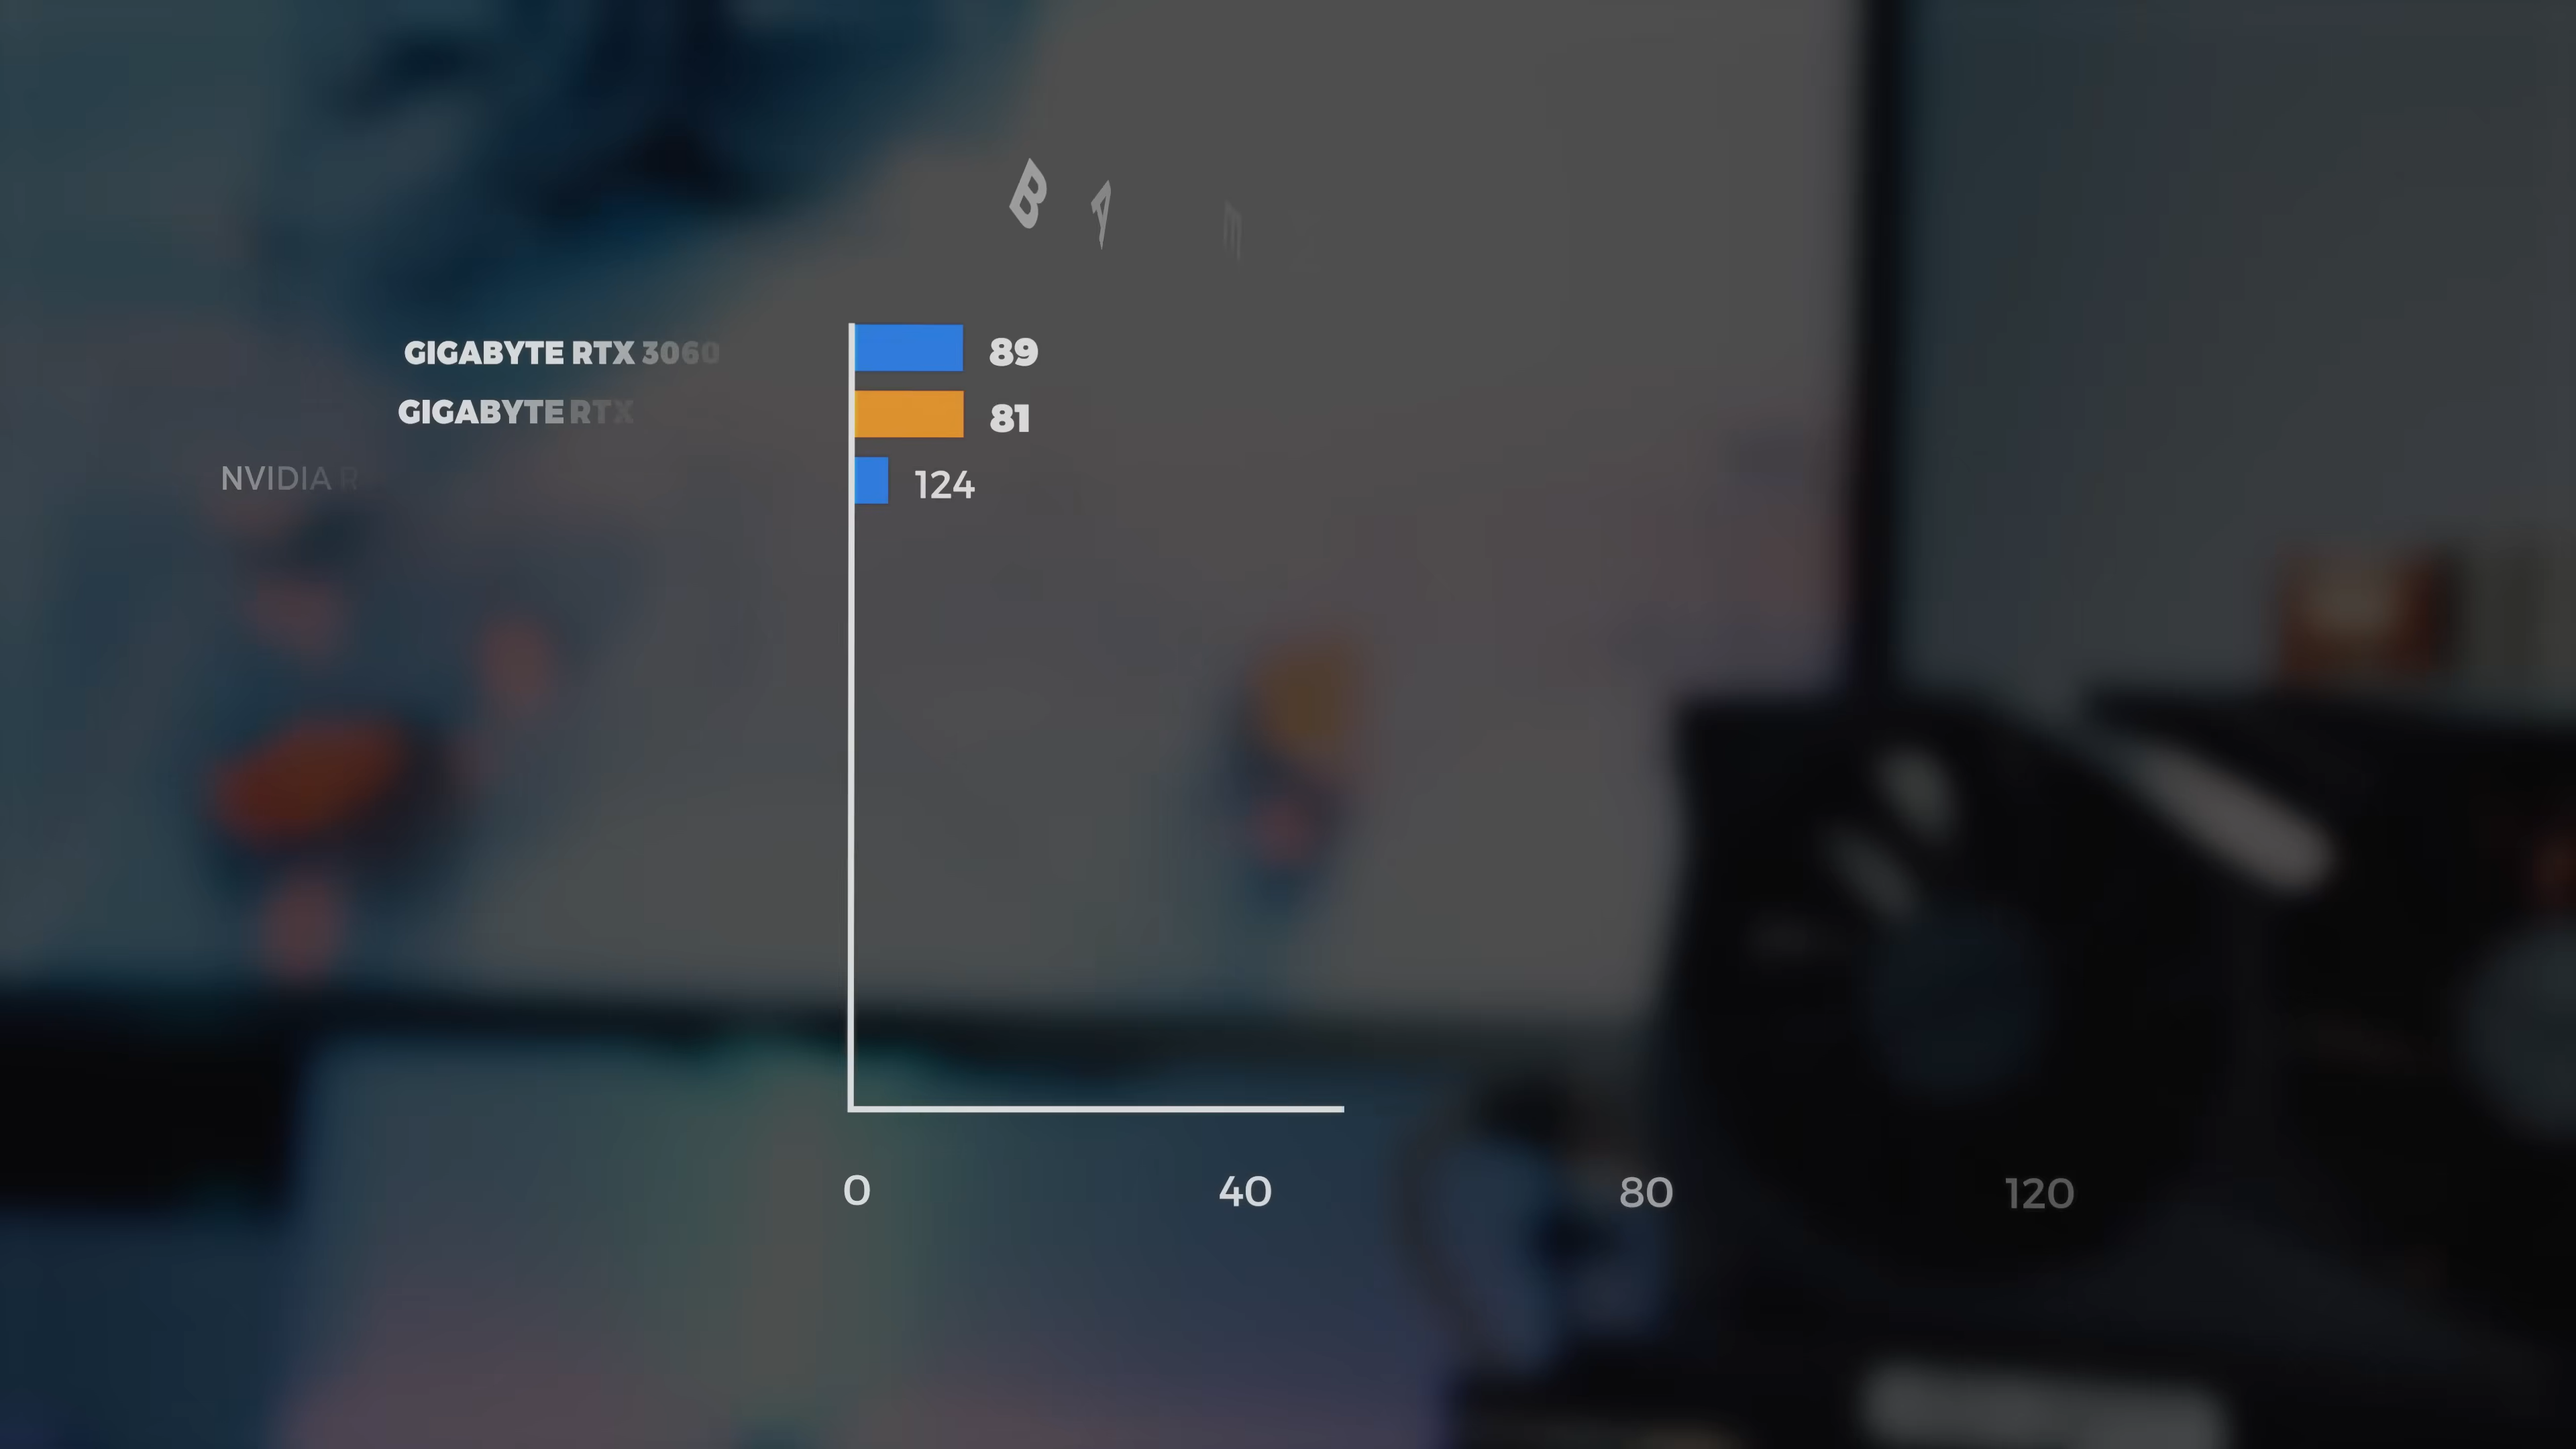 GIGABYTE RTX 3060
89
GIGABYTE RTX
81
NVIDIA R
124
0 40 80 120